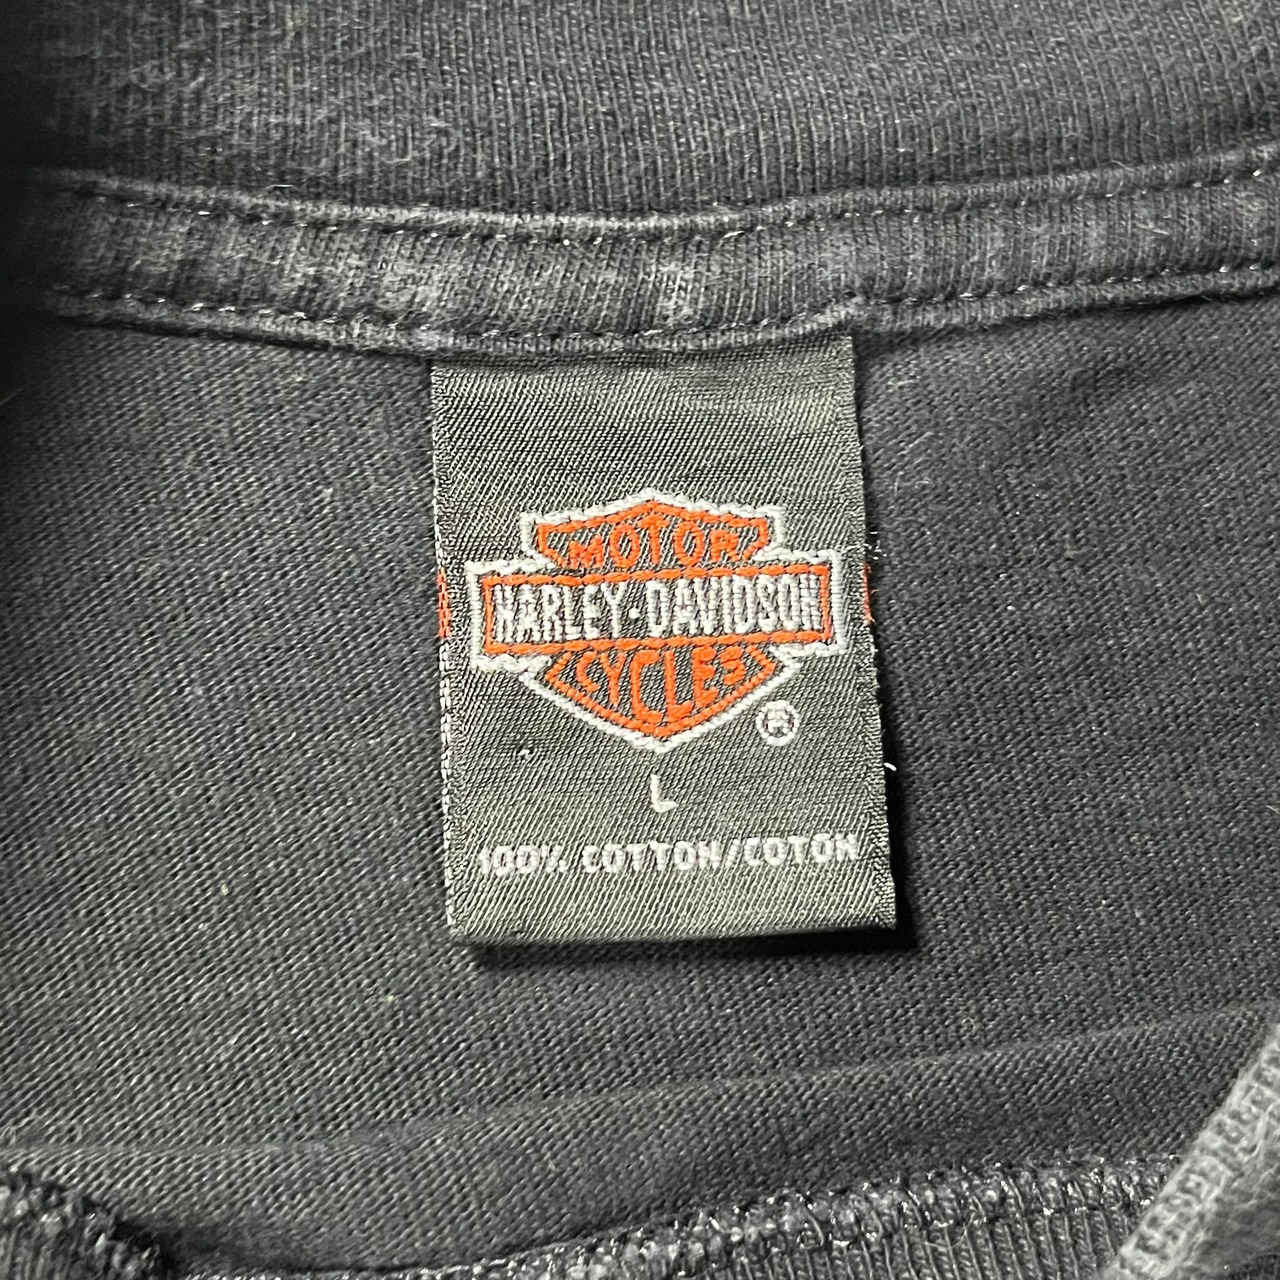 MOTOR
HARLEY-DAVIDSON
CYCLES
®
L
100% COTTON/COTON